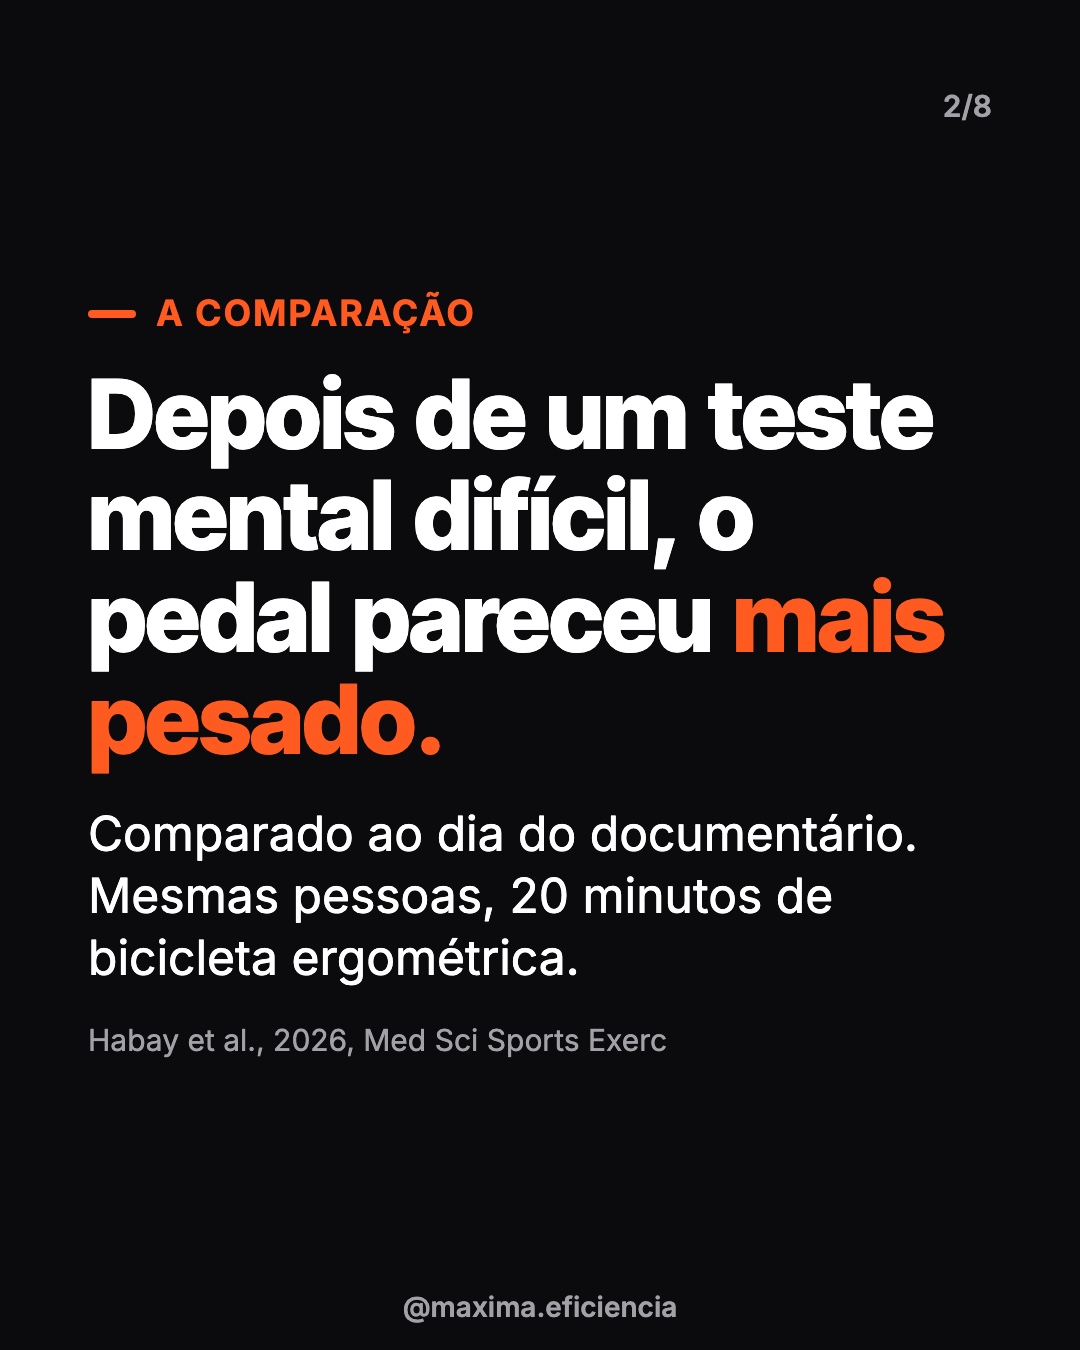 2/8
A COMPARAÇÃO
Depois de um teste
mental difícil, o
pedal pareceu mais
pesado.
Comparado ao dia do documentário.
Mesmas pessoas, 20 minutos de
bicicleta ergométrica.
Habay et al., 2026, Med Sci Sports Exerc
@maxima.eficiencia